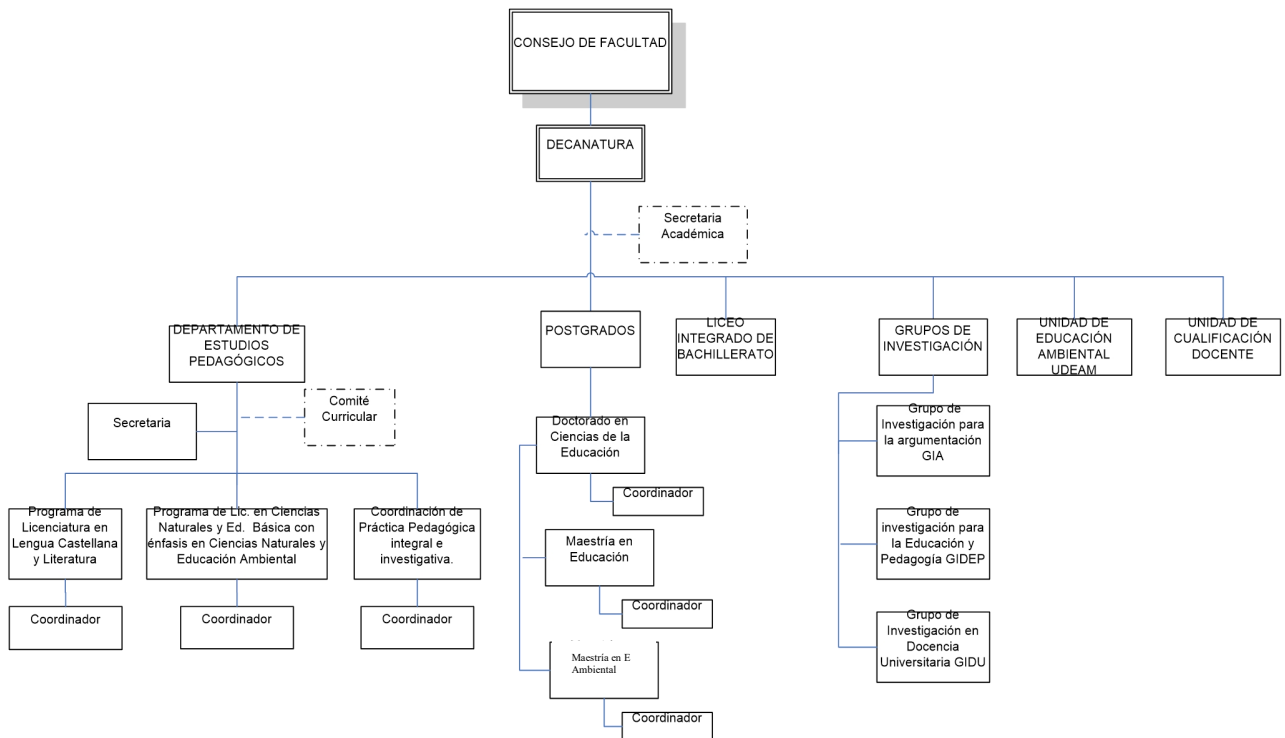 CONSEJO DE FACULTAD
DECANATURA
Secretaria
Académica
DEPARTAMENTO DE
ESTUDIOS
PEDAGÓGICOS
POSTGRADOS
LICEO
INTEGRADO DE
BACHILLERATO
GRUPOS DE
INVESTIGACIÓN
UNIDAD DE
EDUCACIÓN
AMBIENTAL
UDEAM
UNIDAD DE
CUALIFICACIÓN
DOCENTE
Secretaria
Comité
Curricular
Programa de
Licenciatura en
Lengua Castellana
y Literatura
Programa de Lic. en Ciencias
Naturales y Ed. Básica con
énfasis en Ciencias Naturales y
Educación Ambiental
Coordinación de
Práctica Pedagógica
integral e
investigativa.
Coordinador
Coordinador
Coordinador
Doctorado en
Ciencias de la
Educación
Coordinador
Maestría en
Educación
Coordinador
Maestría en E
Ambiental
Coordinador
Grupo de
Investigación para
la argumentación
GIA
Grupo de
investigación para
la Educación y
Pedagogía GIDEP
Grupo de
Investigación en
Docencia
Universitaria GIDU